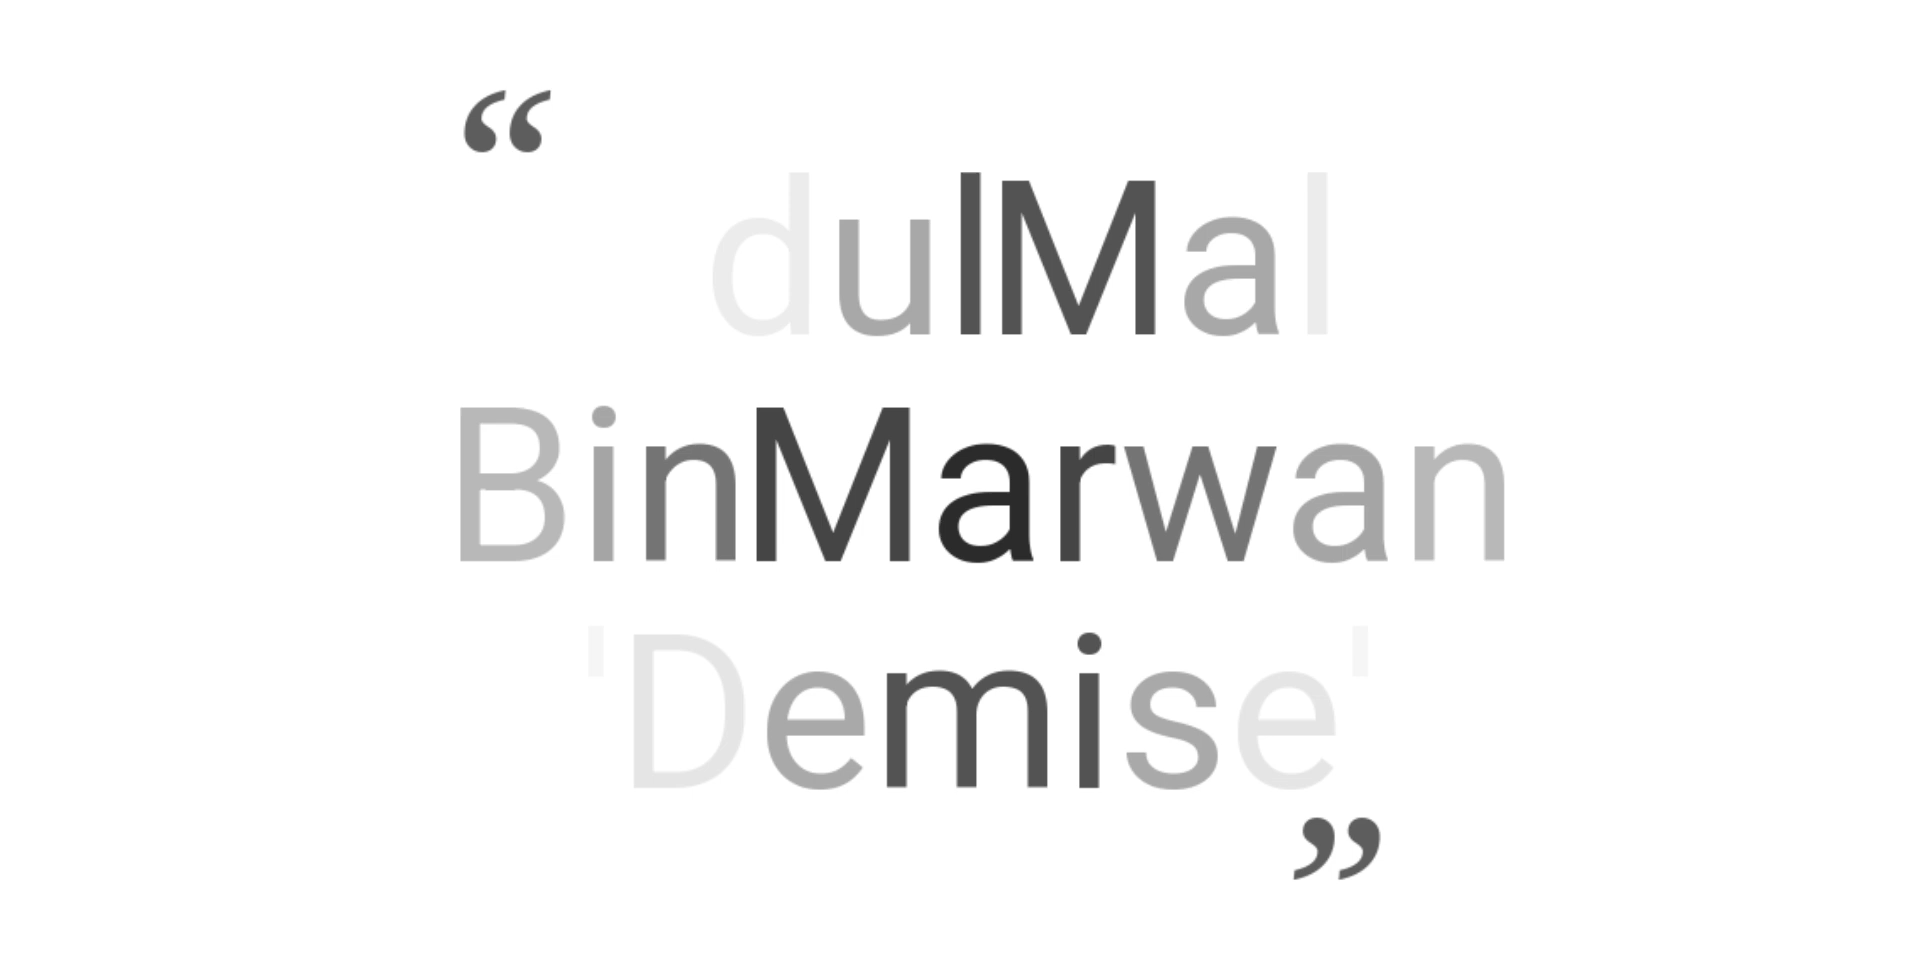 “
dulMal
BinMarwan
'Demise'
”